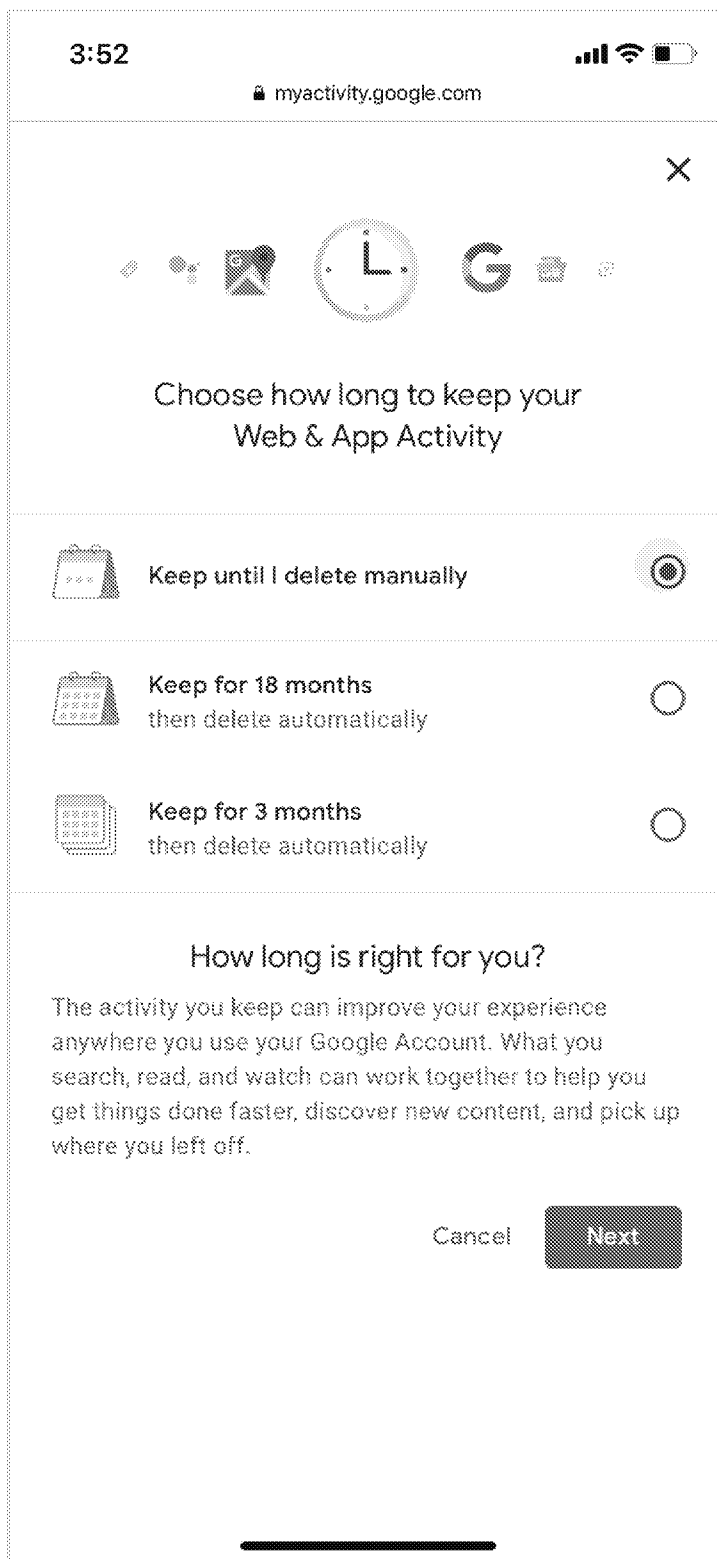 3:52
myactivity.google.com
Choose how long to keep your
Web & App Activity
Keep until I delete manually
Keep for 18 months
then delete automatically
Keep for 3 months
then delete automatically
How long is right for you?
The activity you keep can improve your experience
anywhere you use your Google Account. What you
search, read, and watch can work together to help you
get things done faster, discover new content, and pick up
where you left off.
Cancel
Next